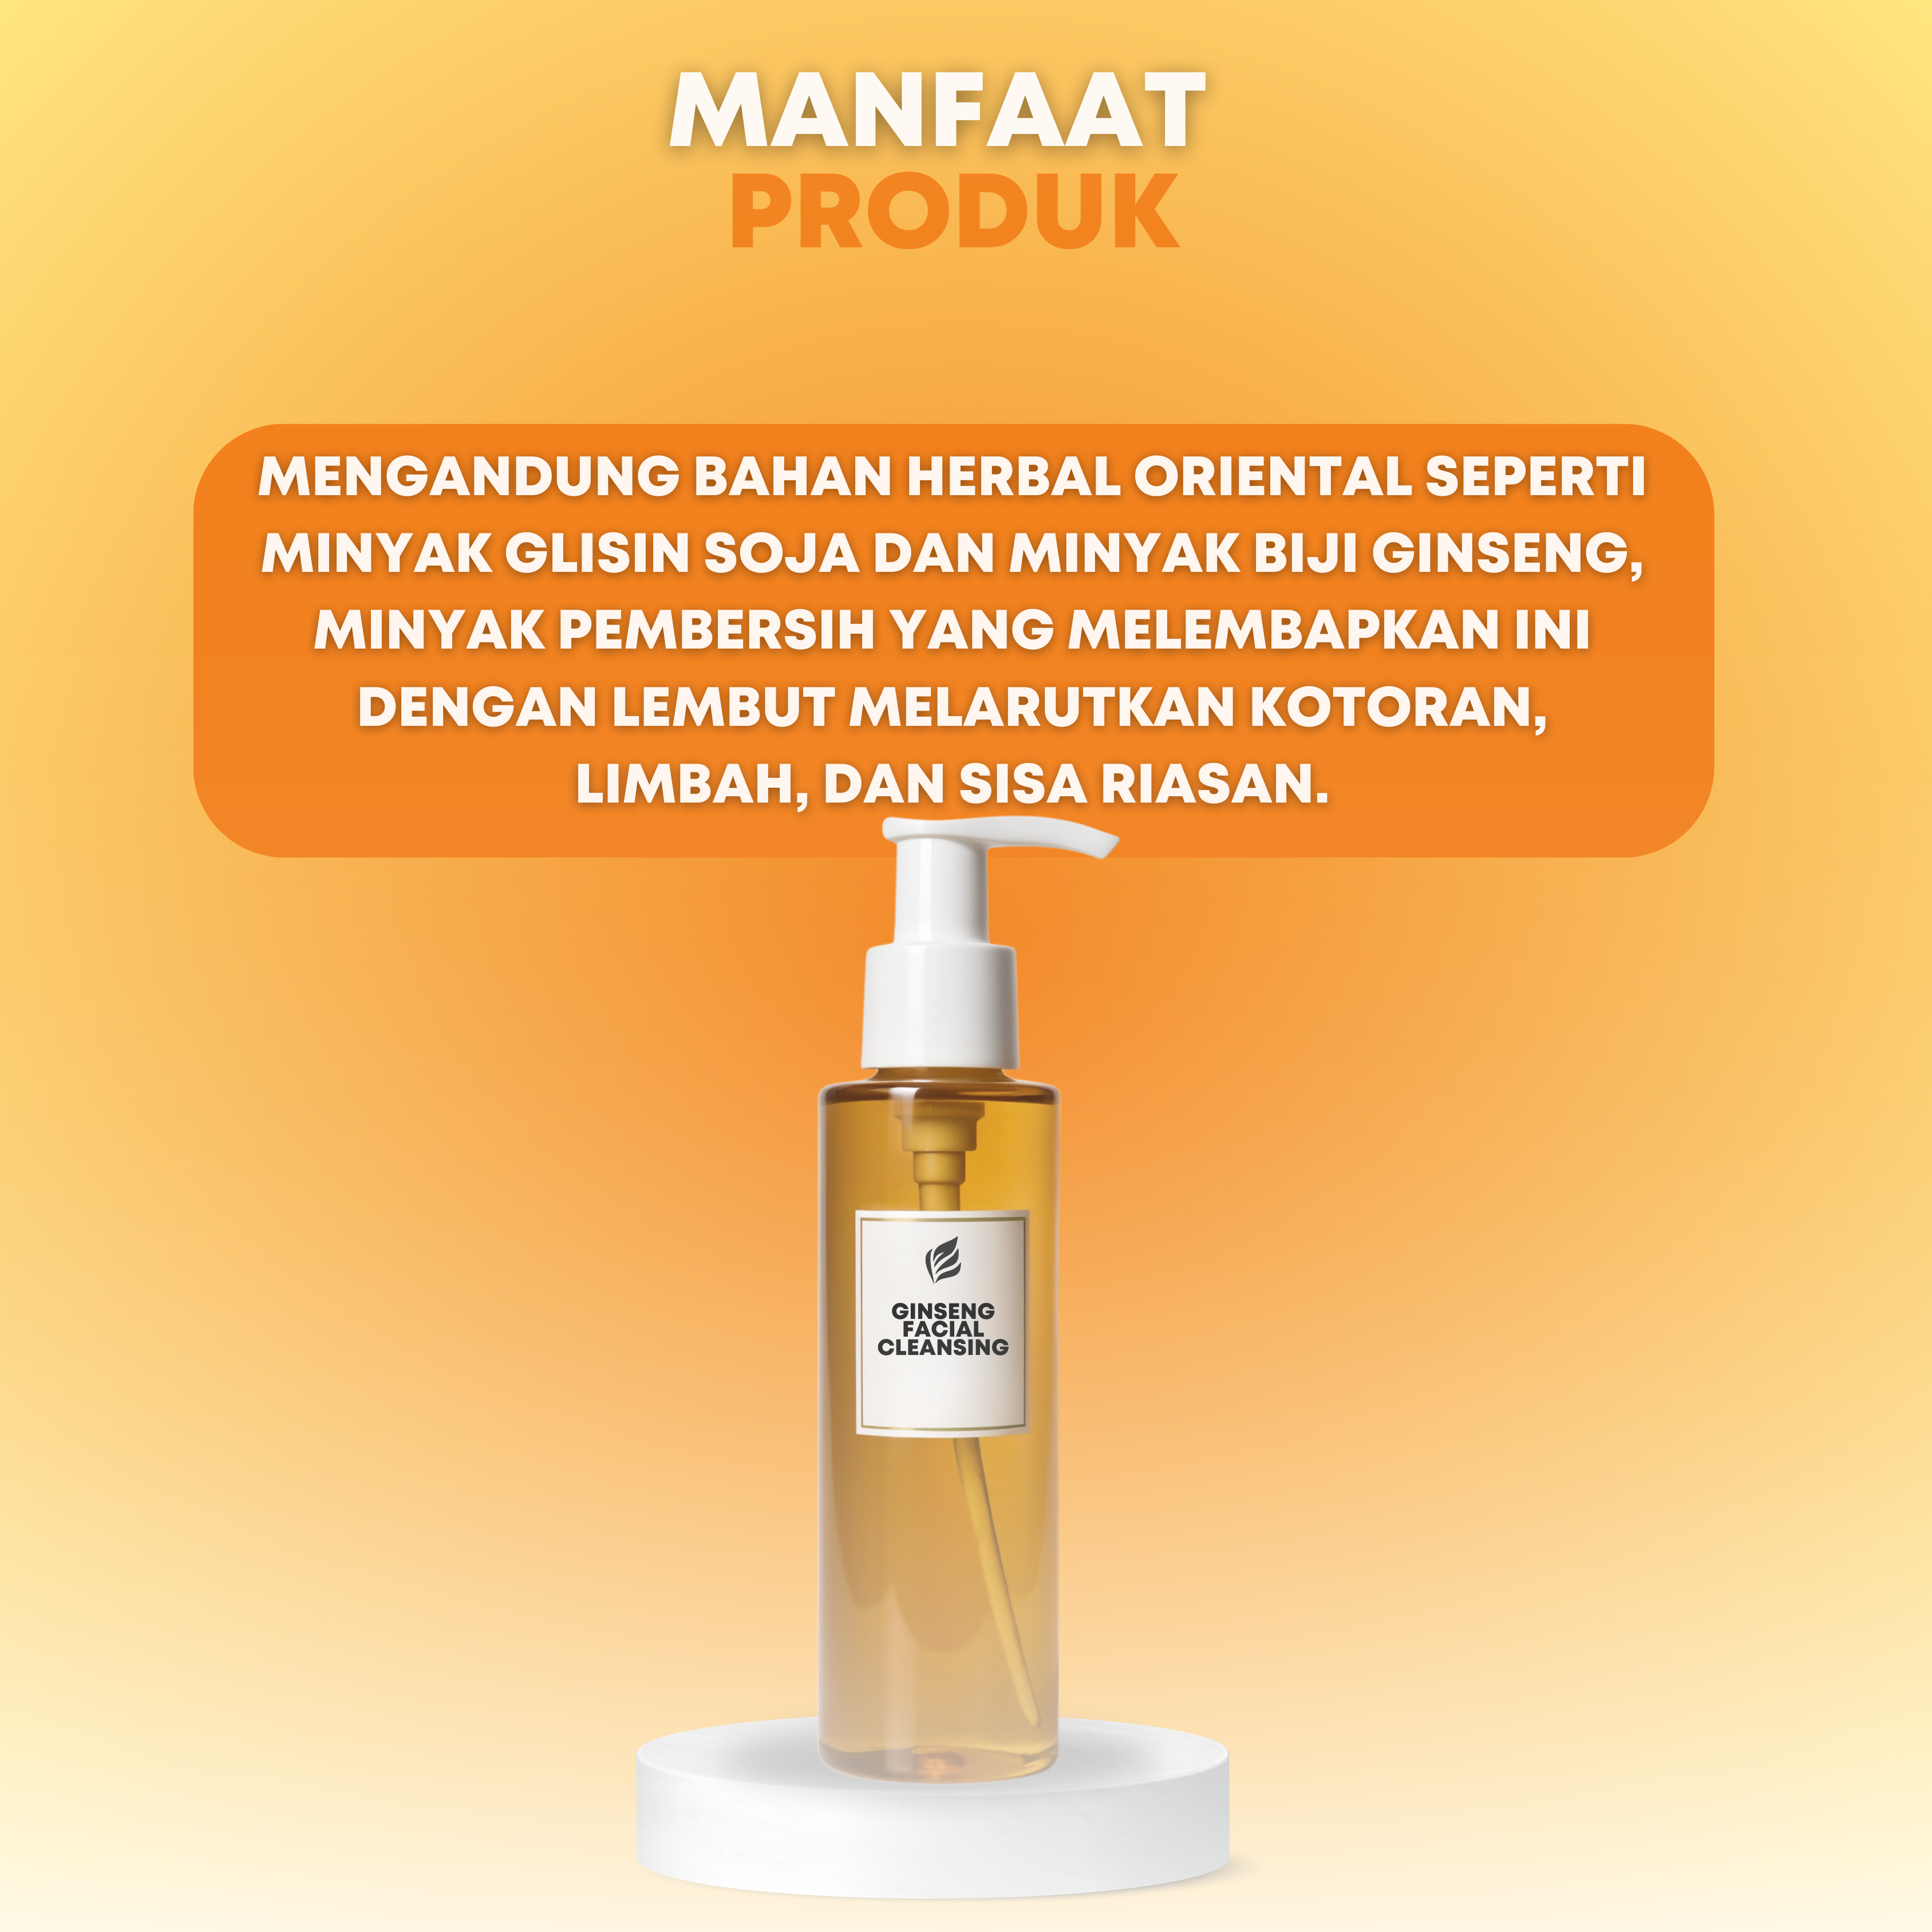 MANFAAT
PRODUK
MENGANDUNG BAHAN HERBAL ORIENTAL SEPERTI
MINYAK GLISIN SOJA DAN MINYAK BIJI GINSENG,
MINYAK PEMBERSIH YANG MELEMBAPKAN INI
DENGAN LEMBUT MELARUTKAN KOTORAN,
LIMBAH, DAN SISA RIASAN.
GINSENG
FACIAL
CLEANSING